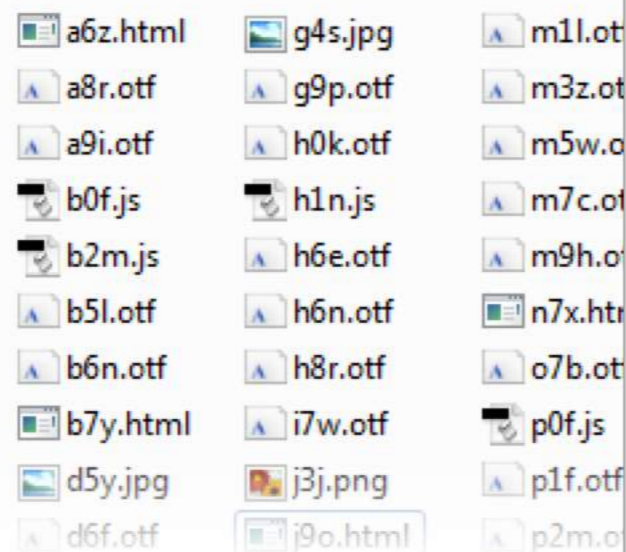 a6z.html
a8r.otf
a9i.otf
b0f.js
b2m.js
b5l.otf
b6n.otf
b7y.html
d5y.jpg
d6f.otf
g4s.jpg
g9p.otf
h0k.otf
h1n.js
h6e.otf
h6n.otf
h8r.otf
i7w.otf
j3j.png
j9o.html
m1l.ot
m3z.ot
m5w.o
m7c.ot
m9h.o
n7x.htm
o7b.ot
p0f.js
p1f.otf
p2m.o